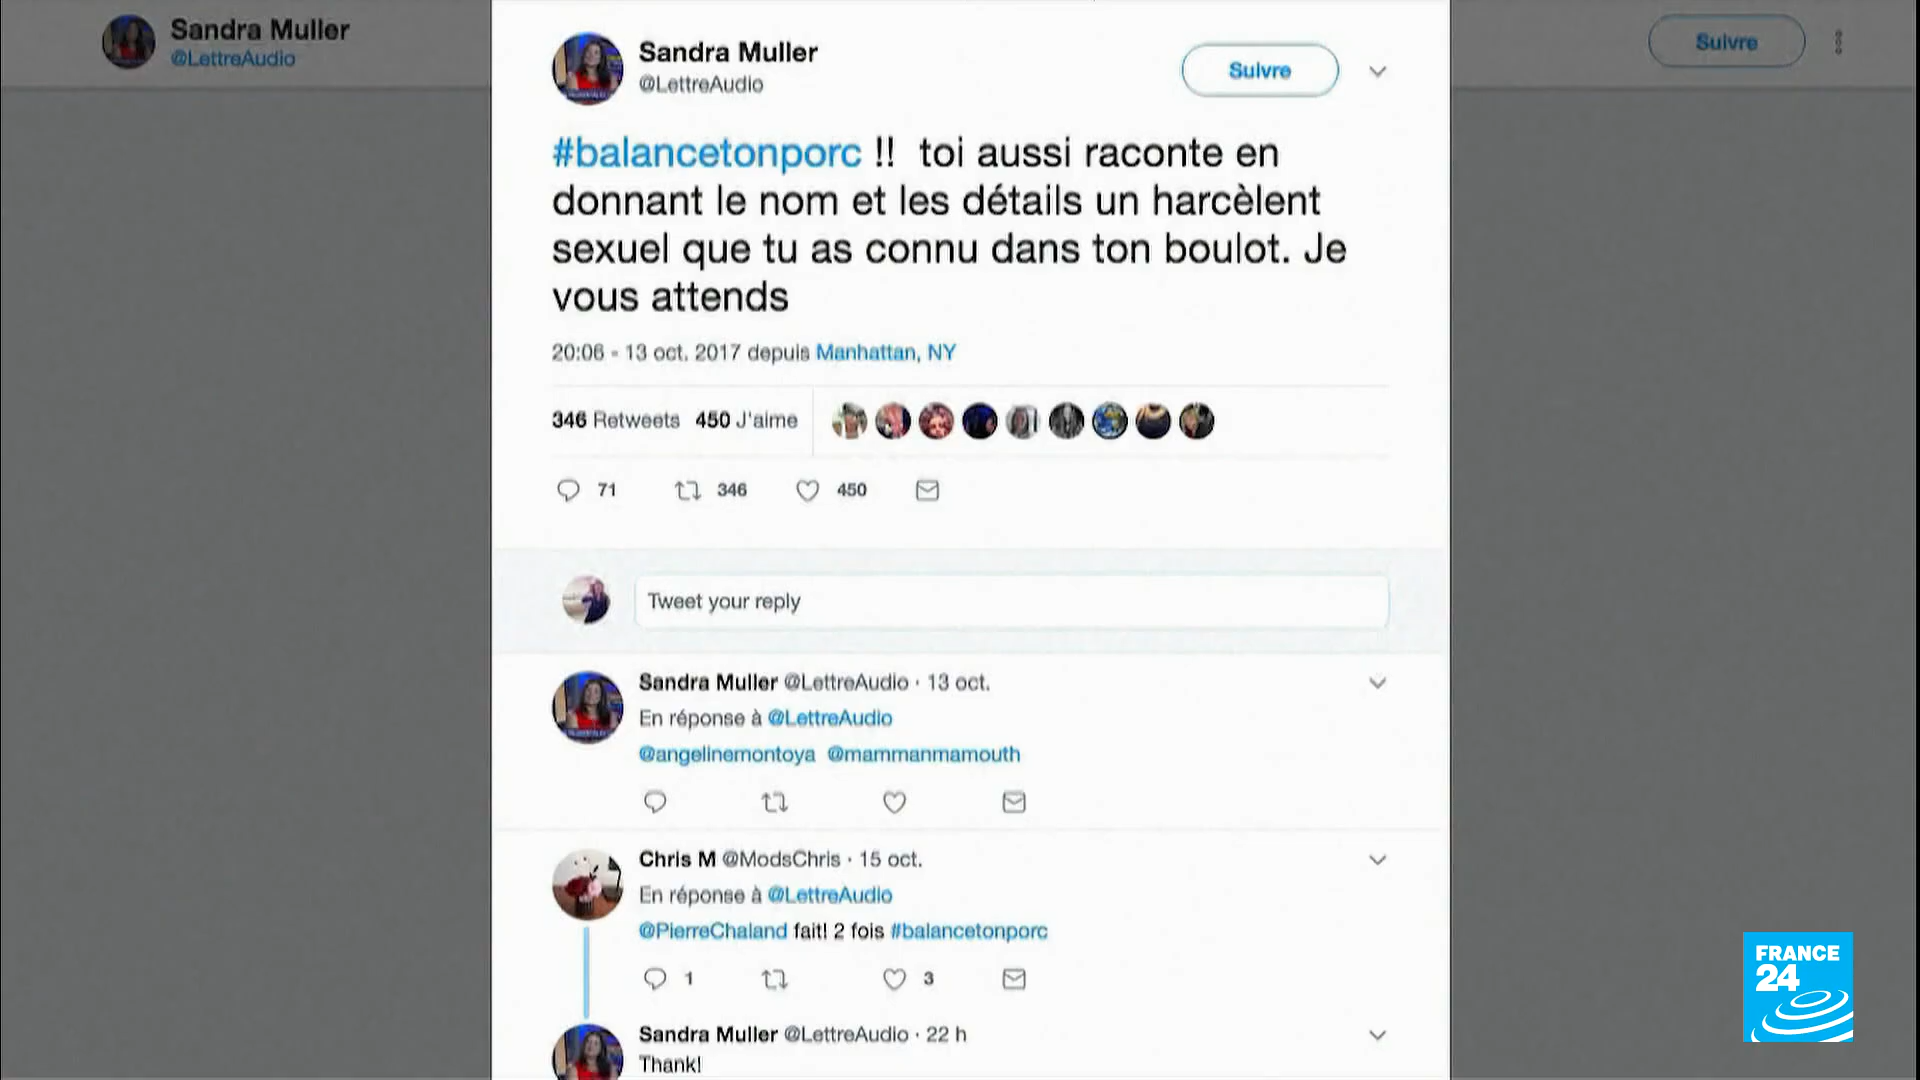 Sandra Muller
@LettreAudio
Suivre
Sandra Muller
@LettreAudio
Suivre
#balancetonporc !! toi aussi raconte en
donnant le nom et les détails un harcèlent
sexuel que tu as connu dans ton boulot. Je
vous attends
20:06 - 13 oct. 2017 depuis Manhattan, NY
346 Retweets 450 J'aime
71 346 450
Tweet your reply
Sandra Muller @LettreAudio · 13 oct.
En réponse à @LettreAudio
@angelinemontoya @mammanmamouth
Chris M @ModsChris · 15 oct.
En réponse à @LettreAudio
@PierreChaland fait! 2 fois #balancetonporc
1 3
Sandra Muller @LettreAudio · 22 h
Thank!
FRANCE
24